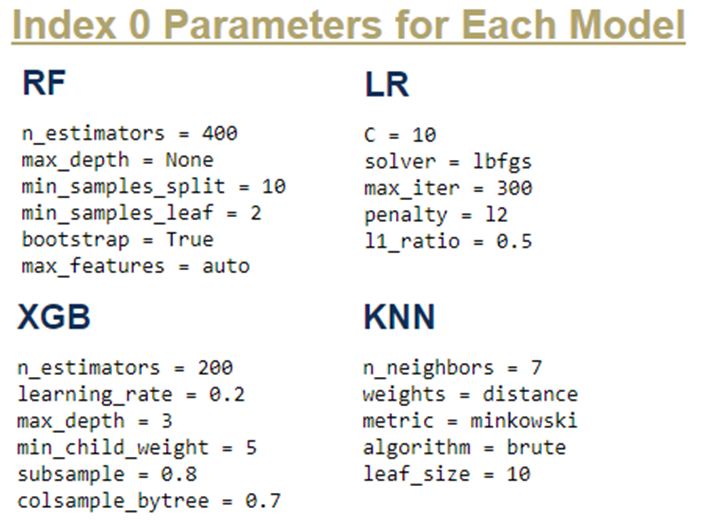 Index 0 Parameters for Each Model
RF
n_estimators = 400
max_depth = None
min_samples_split = 10
min_samples_leaf = 2
bootstrap = True
max_features = auto
LR
C = 10
solver = lbfgs
max_iter = 300
penalty = l2
l1_ratio = 0.5
XGB
n_estimators = 200
learning_rate = 0.2
max_depth = 3
min_child_weight = 5
subsample = 0.8
colsample_bytree = 0.7
KNN
n_neighbors = 7
weights = distance
metric = minkowski
algorithm = brute
leaf_size = 10